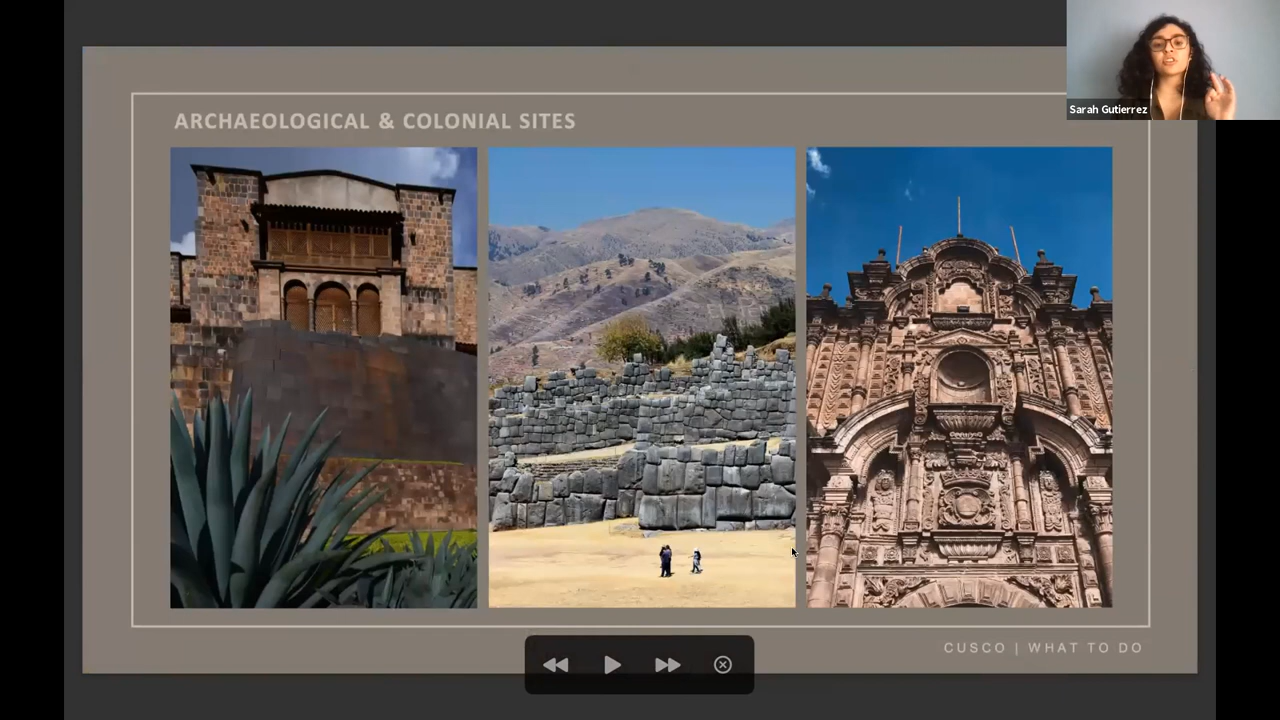 Sarah Gutierrez
ARCHAEOLOGICAL & COLONIAL SITES
CUSCO | WHAT TO DO